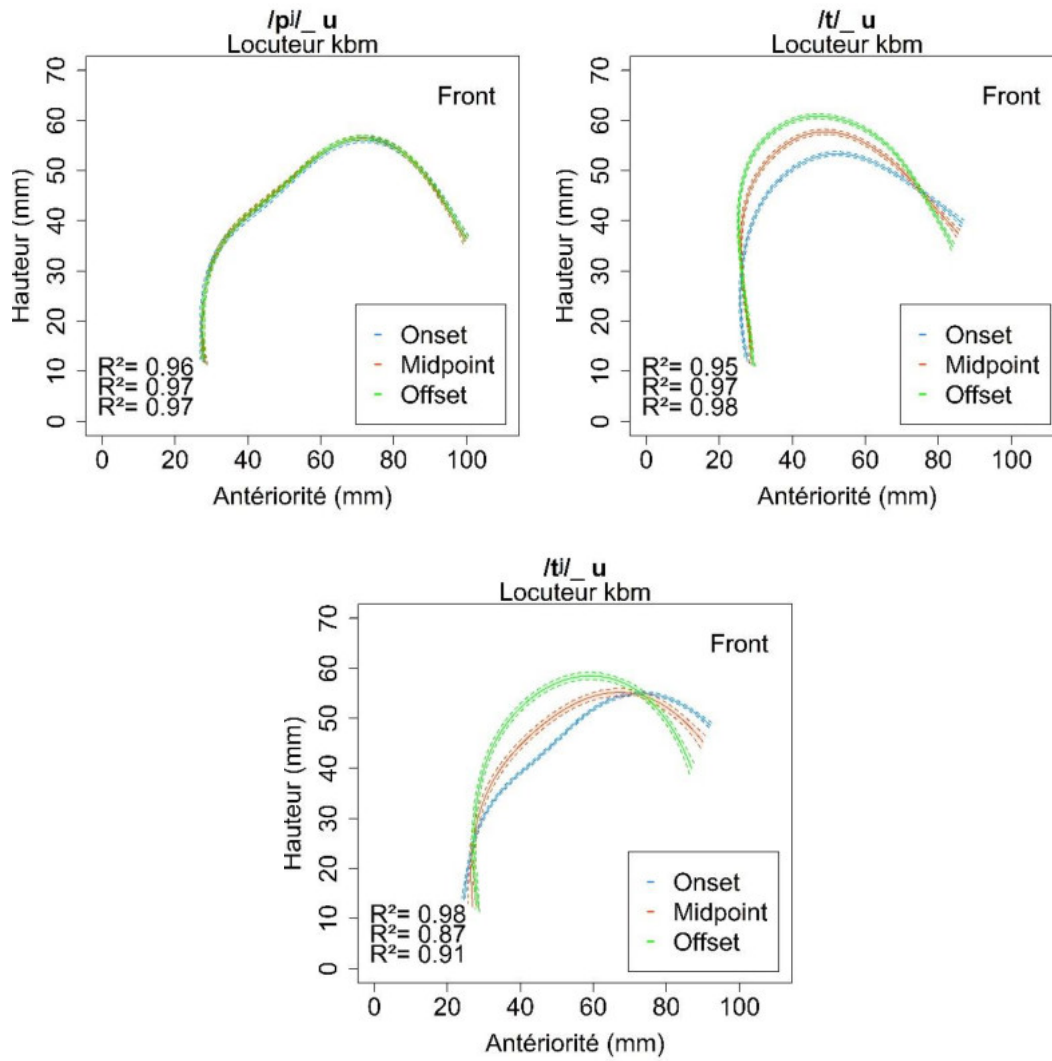 /pʲ/_ u
Locuteur kbm
Front
Hauteur (mm)
70
60
50
40
30
20
10
0
Onset
Midpoint
Offset
R²= 0.96
R²= 0.97
R²= 0.97
0 20 40 60 80 100
Antériorité (mm)
/t/_ u
Locuteur kbm
Front
Hauteur (mm)
70
60
50
40
30
20
10
0
Onset
Midpoint
Offset
R²= 0.95
R²= 0.97
R²= 0.98
0 20 40 60 80 100
Antériorité (mm)
/tʲ/_ u
Locuteur kbm
Front
Hauteur (mm)
70
60
50
40
30
20
10
0
Onset
Midpoint
Offset
R²= 0.98
R²= 0.87
R²= 0.91
0 20 40 60 80 100
Antériorité (mm)